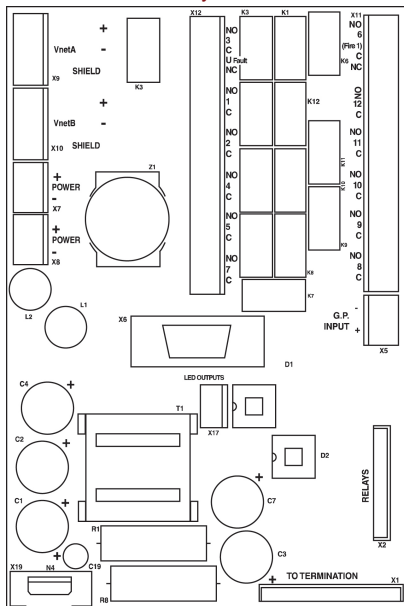 X12
K3
K1
X11
NO
3
C
U Fault
NC
NO
6
(Fire 1)
C
NC
K6
+
VnetA
-
SHIELD
X9
K3
NO
1
C
K12
NO
12
C
+
VnetB
-
SHIELD
X10
NO
2
C
K11
NO
11
C
+
POWER
-
X7
Z1
NO
4
C
K10
NO
10
C
+
POWER
-
X8
NO
5
C
K9
NO
9
C
NO
7
C
K8
NO
8
C
K7
L2
L1
X6
D1
-
G.P.
INPUT
+
X5
LED OUTPUTS
C4
+
T1
X17
C2
+
D2
C1
+
+
C7
RELAYS
X2
R1
+
C19
C3
+
X19
N4
R8
TO TERMINATION
X1